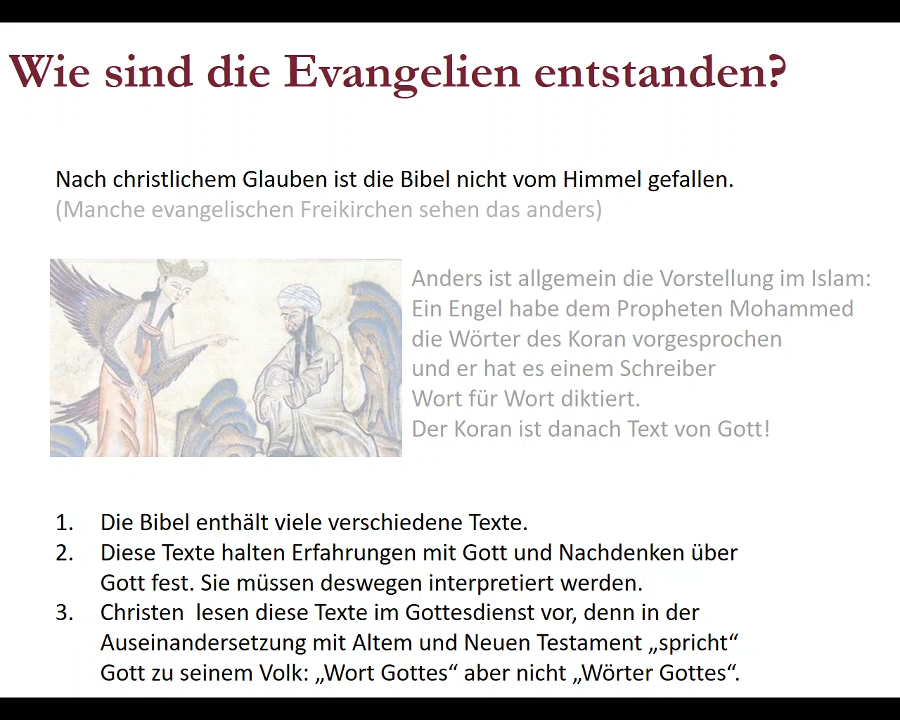 Wie sind die Evangelien entstanden?
Nach christlichem Glauben ist die Bibel nicht vom Himmel gefallen.
(Manche evangelischen Freikirchen sehen das anders)
Anders ist allgemein die Vorstellung im Islam:
Ein Engel habe dem Propheten Mohammed
die Wörter des Koran vorgesprochen
und er hat es einem Schreiber
Wort für Wort diktiert.
Der Koran ist danach Text von Gott!
1. Die Bibel enthält viele verschiedene Texte.
2. Diese Texte halten Erfahrungen mit Gott und Nachdenken über
Gott fest. Sie müssen deswegen interpretiert werden.
3. Christen lesen diese Texte im Gottesdienst vor, denn in der
Auseinandersetzung mit Altem und Neuen Testament „spricht“
Gott zu seinem Volk: „Wort Gottes“ aber nicht „Wörter Gottes“.